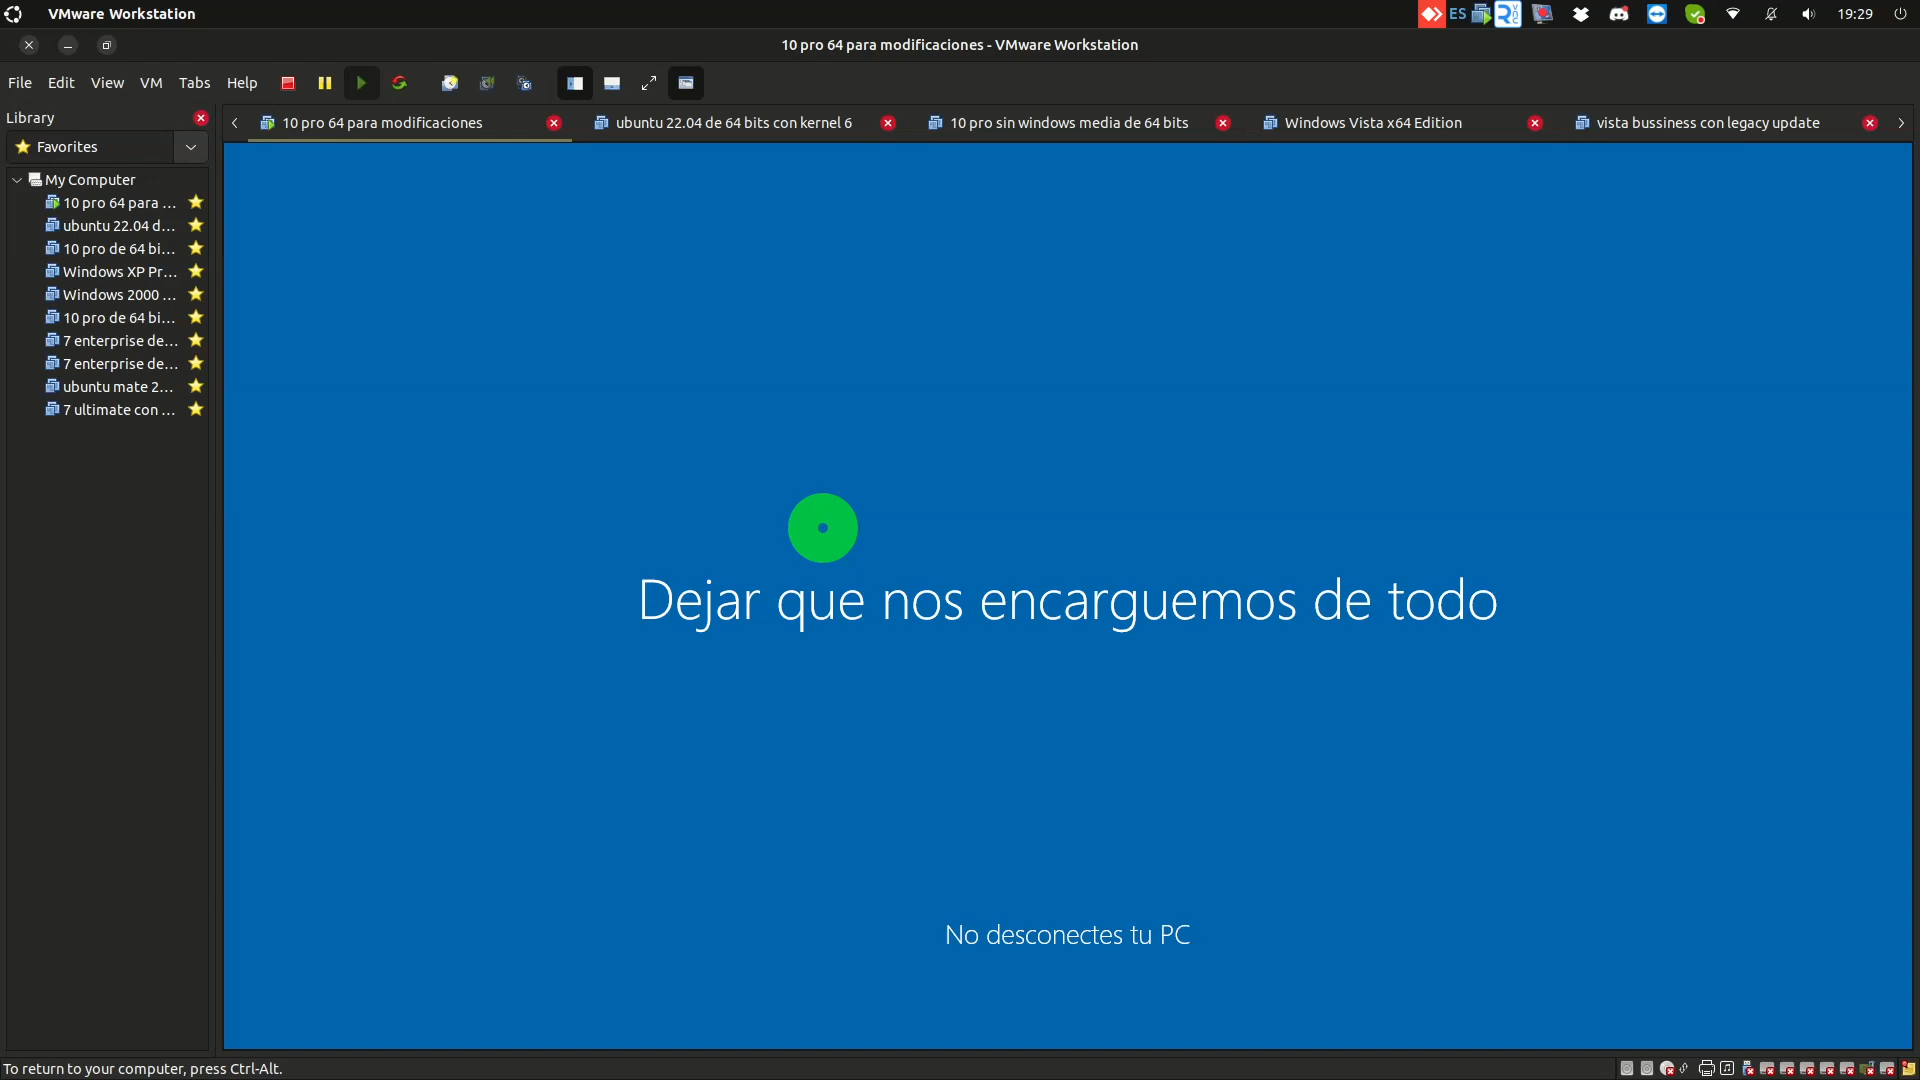 VMware Workstation
ES
19:29
10 pro 64 para modificaciones - VMware Workstation
File Edit View VM Tabs Help
Library
10 pro 64 para modificaciones
ubuntu 22.04 de 64 bits con kernel 6
10 pro sin windows media de 64 bits
Windows Vista x64 Edition
vista bussiness con legacy update
Favorites
My Computer
10 pro 64 para ...
ubuntu 22.04 d...
10 pro de 64 bi...
Windows XP Pr...
Windows 2000 ...
10 pro de 64 bi...
7 enterprise de...
7 enterprise de...
ubuntu mate 2...
7 ultimate con ...
Dejar que nos encarguemos de todo
No desconectes tu PC
To return to your computer, press Ctrl-Alt.